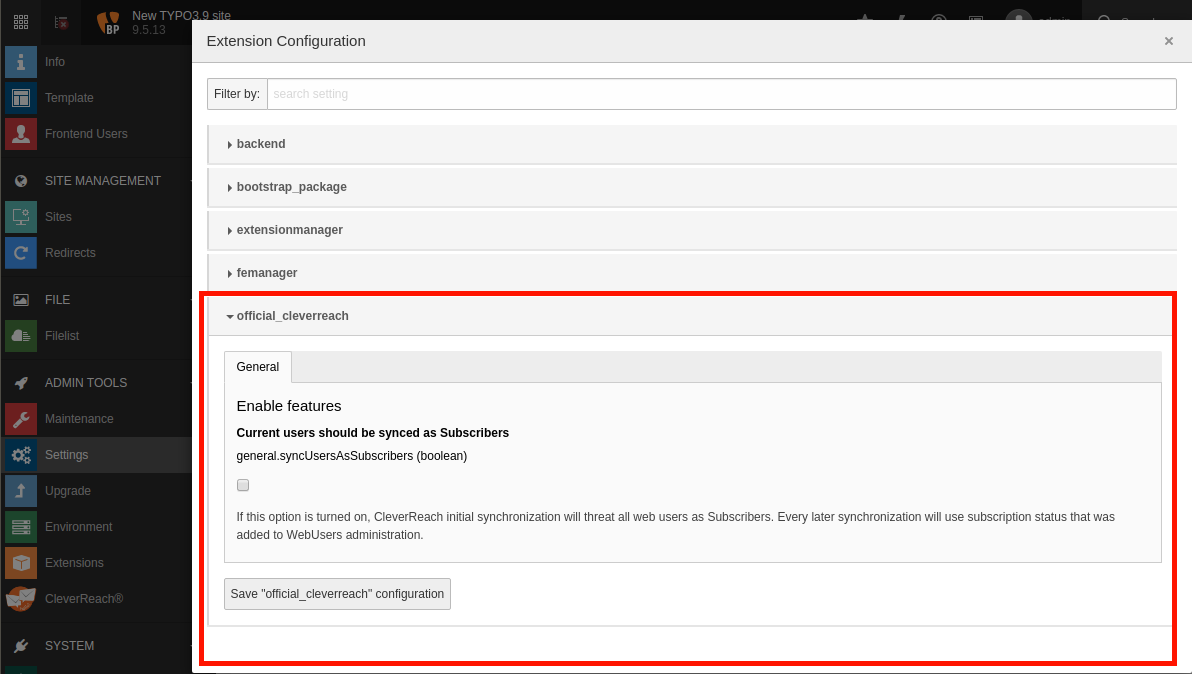 New TYPO3.9 site
9.5.13
BP
admin
Info
Template
Frontend Users
SITE MANAGEMENT
Sites
Redirects
FILE
Filelist
ADMIN TOOLS
Maintenance
Settings
Upgrade
Environment
Extensions
CleverReach®
SYSTEM
Extension Configuration
×
Filter by:
search setting
backend
bootstrap_package
extensionmanager
femanager
official_cleverreach
General
Enable features
Current users should be synced as Subscribers
general.syncUsersAsSubscribers (boolean)
If this option is turned on, CleverReach initial synchronization will threat all web users as Subscribers. Every later synchronization will use subscription status that was
added to WebUsers administration.
Save "official_cleverreach" configuration